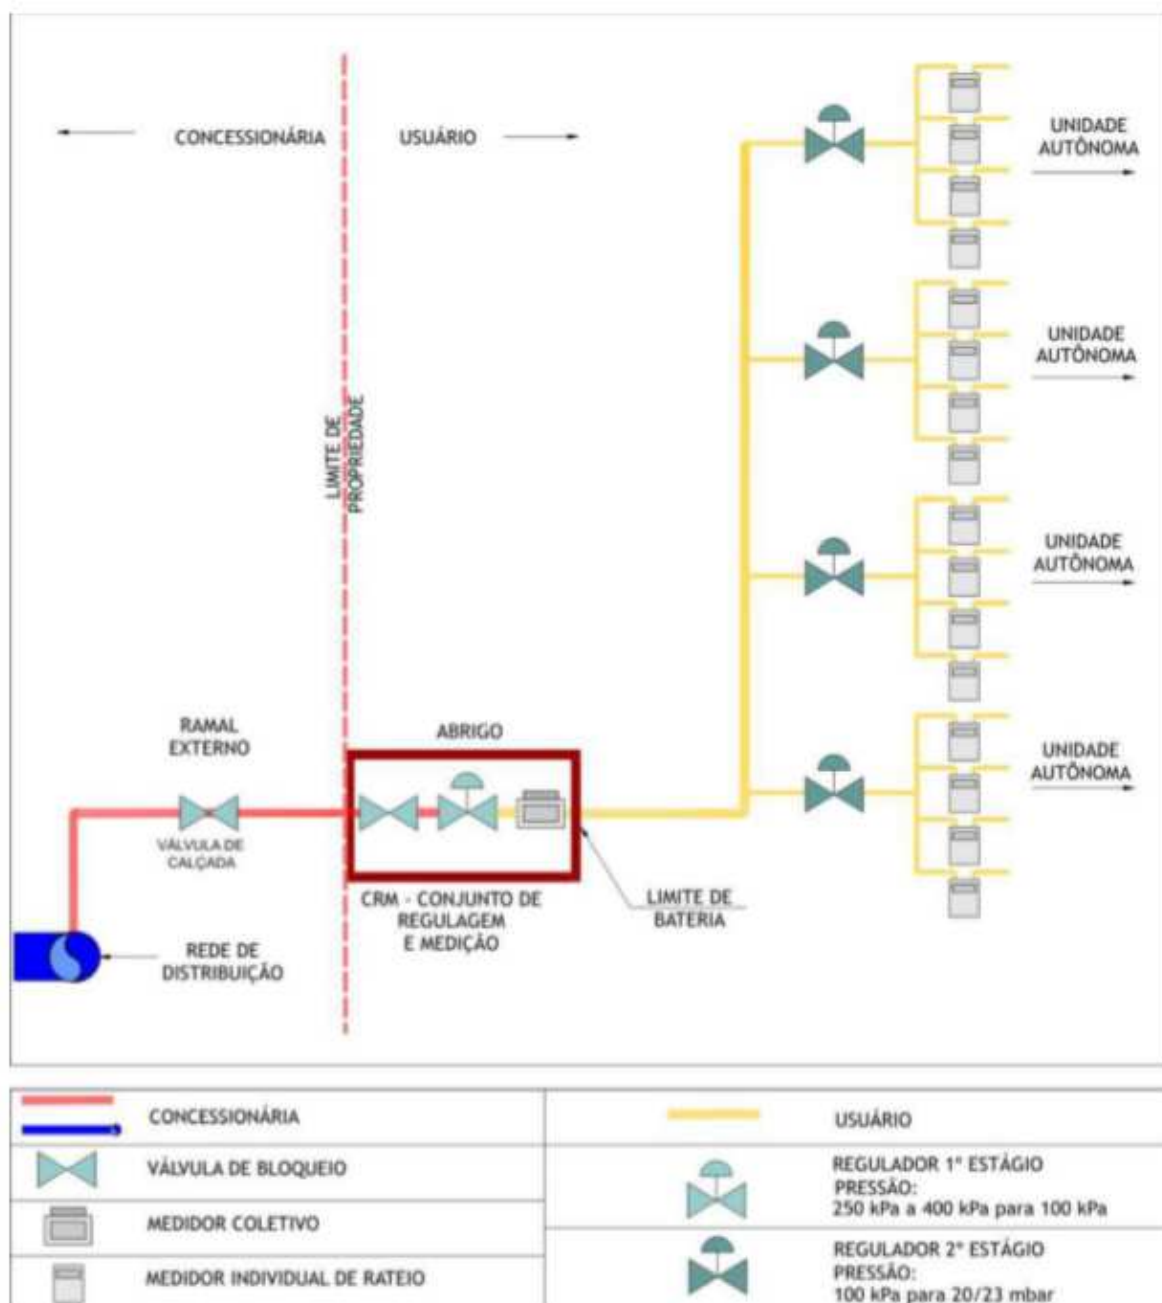 CONCESSIONÁRIA
USUÁRIO
UNIDADE
AUTÔNOMA
UNIDADE
AUTÔNOMA
LIMITE DE
PROPRIEDADE
UNIDADE
AUTÔNOMA
RAMAL
EXTERNO
ABRIGO
UNIDADE
AUTÔNOMA
VÁLVULA DE
CALÇADA
CRM - CONJUNTO DE
REGULAGEM
E MEDIÇÃO
LIMITE DE
BATERIA
REDE DE
DISTRIBUIÇÃO
CONCESSIONÁRIA
USUÁRIO
VÁLVULA DE BLOQUEIO
REGULADOR 1º ESTÁGIO
PRESSÃO:
250 kPa a 400 kPa para 100 kPa
MEDIDOR COLETIVO
MEDIDOR INDIVIDUAL DE RATEIO
REGULADOR 2º ESTÁGIO
PRESSÃO:
100 kPa para 20/23 mbar